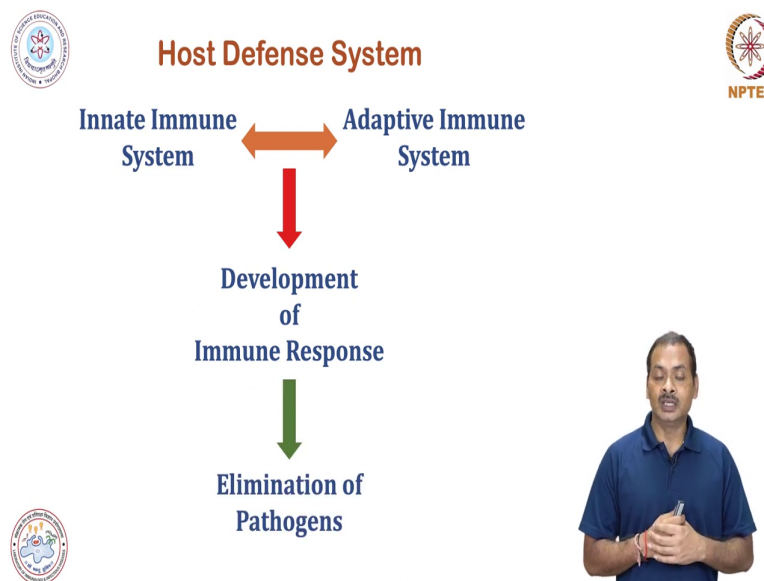 Host Defense System
NPTE
Innate Immune
System
Adaptive Immune
System
Development
of
Immune Response
Elimination of
Pathogens